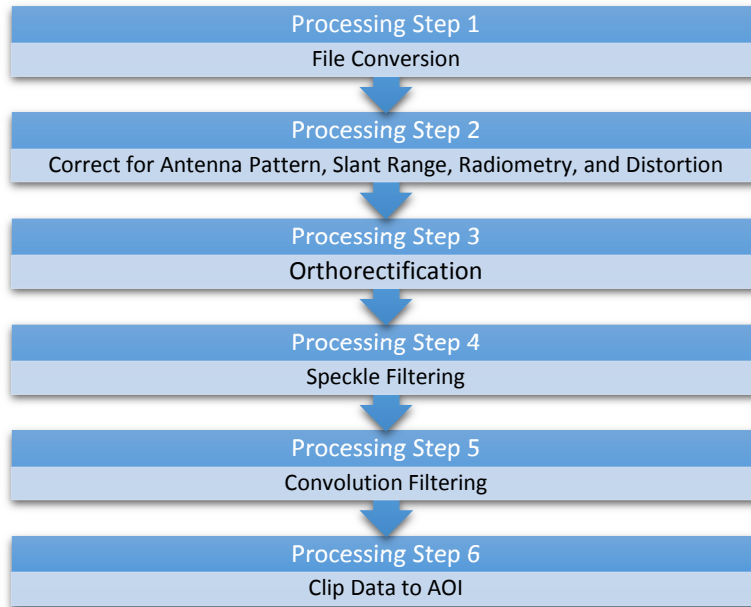 Processing Step 1
File Conversion
Processing Step 2
Correct for Antenna Pattern, Slant Range, Radiometry, and Distortion
Processing Step 3
Orthorectification
Processing Step 4
Speckle Filtering
Processing Step 5
Convolution Filtering
Processing Step 6
Clip Data to AOI